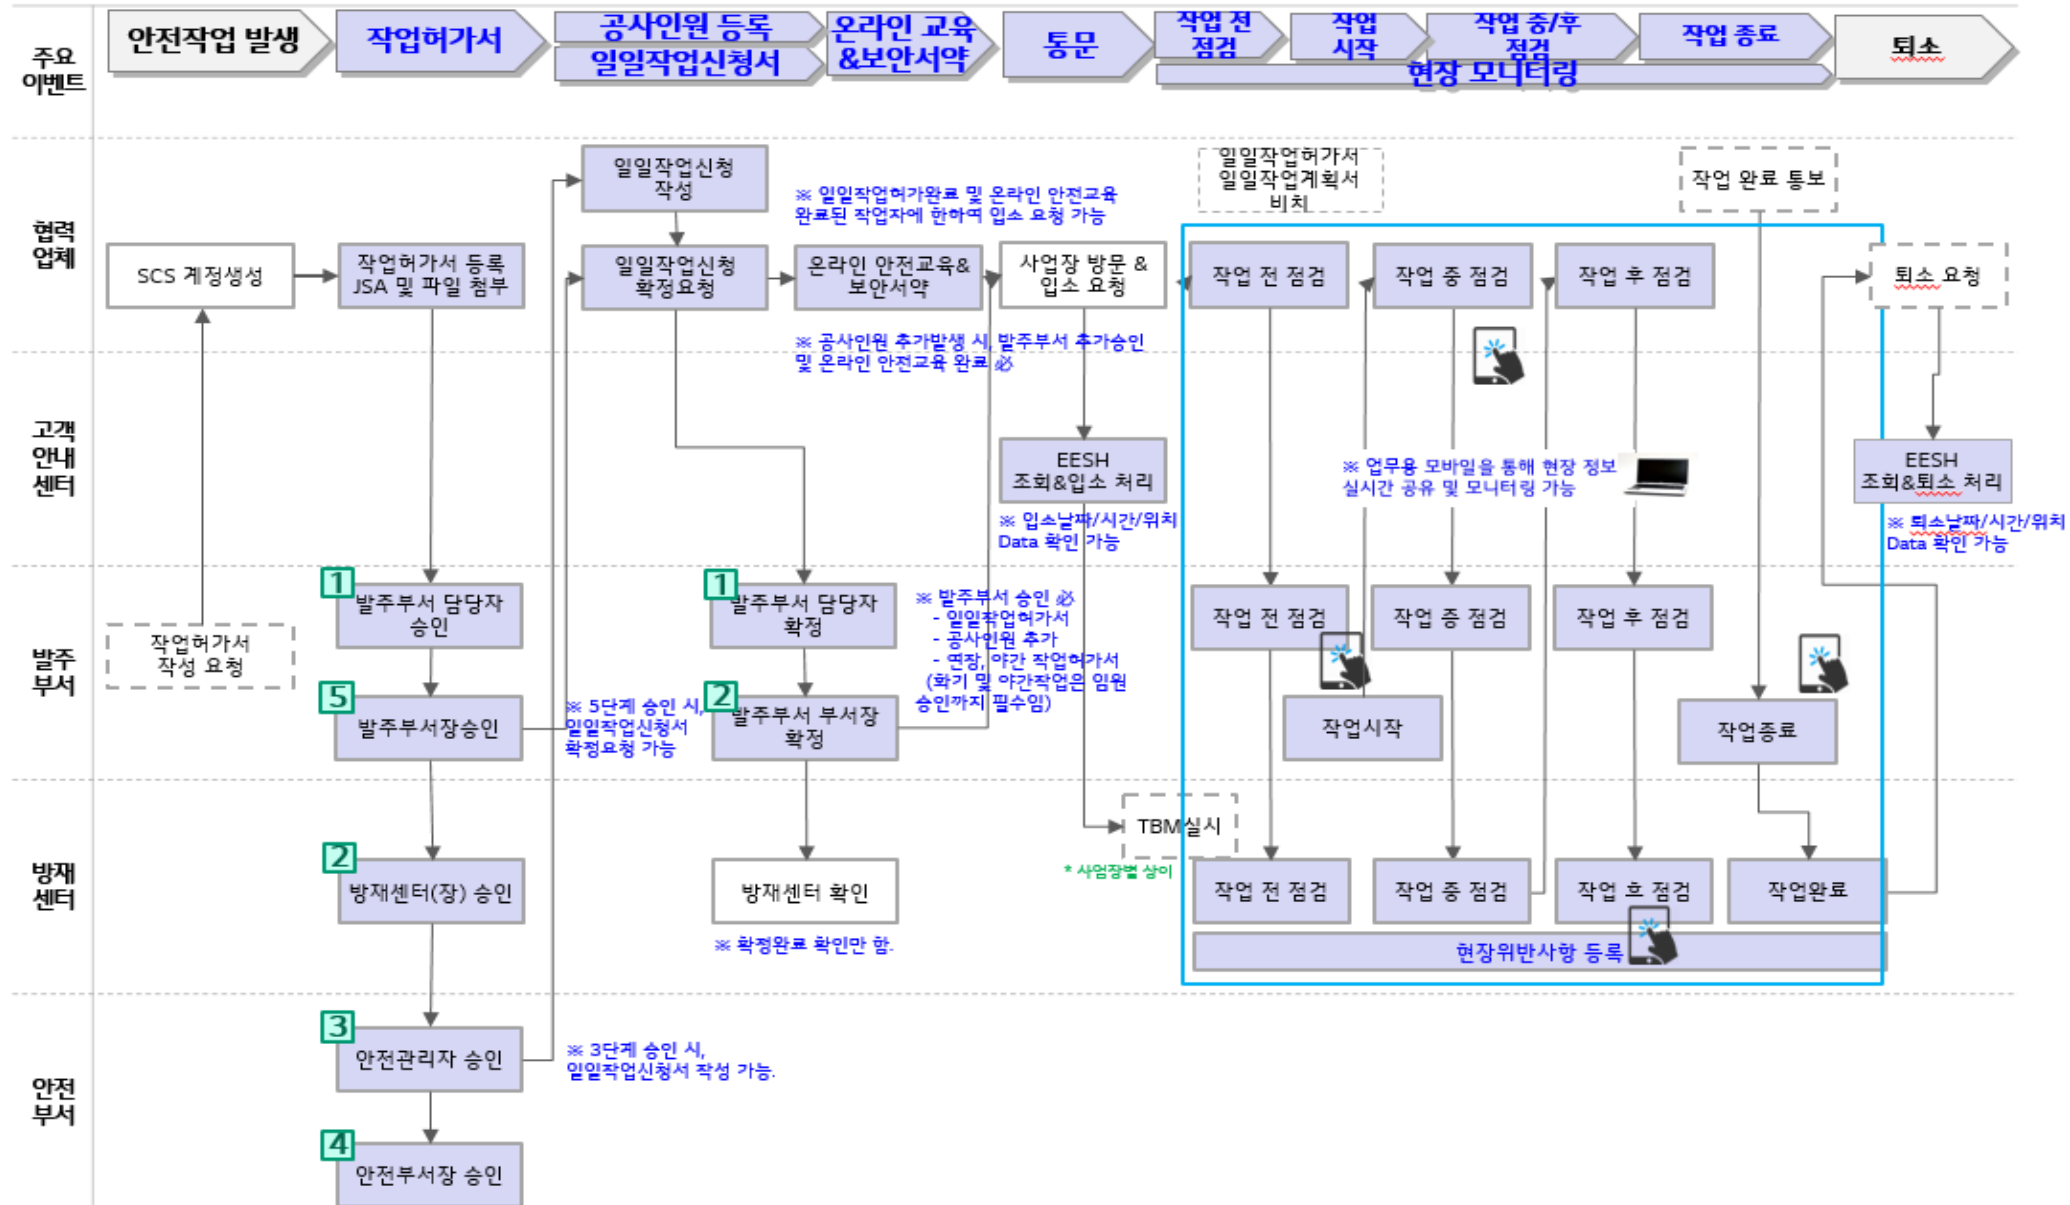 주요
이벤트
안전작업 발생
작업허가서
공사인원 등록
일일작업신청서
온라인 교육
&보안서약
통문
작업 전
점검
작업
시작
작업 중/후
점검
작업 종료
현장 모니터링
퇴소
협력
업체
SCS 계정생성
작업허가서 등록
JSA 및 파일 첨부
일일작업신청
작성
일일작업신청
확정요청
※ 일일작업허가완료 및 온라인 안전교육
완료된 작업자에 한하여 입소 요청 가능
온라인 안전교육&
보안서약
※ 공사인원 추가발생 시, 발주부서 추가승인
및 온라인 안전교육 완료 必
사업장 방문 &
입소 요청
일일작업허가서
일일작업계획서
비치
작업 전 점검
작업 중 점검
작업 후 점검
작업 완료 통보
퇴소 요청
고객
안내
센터
EESH
조회&입소 처리
※ 입소날짜/시간/위치
Data 확인 가능
※ 업무용 모바일을 통해 현장 정보
실시간 공유 및 모니터링 가능
EESH
조회&퇴소 처리
※ 퇴소날짜/시간/위치
Data 확인 가능
발주
부서
작업허가서
작성 요청
1
발주부서 담당자
승인
5
발주부서장승인
※ 5단계 승인 시,
일일작업신청서
확정요청 가능
1
발주부서 담당자
확정
2
발주부서 부서장
확정
※ 발주부서 승인 必
- 일일작업허가서
- 공사인원 추가
- 연장, 야간 작업허가서
(화기 및 야간작업은 임원
승인까지 필수임)
작업 전 점검
작업 중 점검
작업 후 점검
작업시작
작업종료
방재
센터
2
방재센터(장) 승인
방재센터 확인
※ 확정완료 확인만 함.
TBM실시
* 사업장별 상이
작업 전 점검
작업 중 점검
작업 후 점검
작업완료
현장위반사항 등록
안전
부서
3
안전관리자 승인
※ 3단계 승인 시,
일일작업신청서 작성 가능.
4
안전부서장 승인